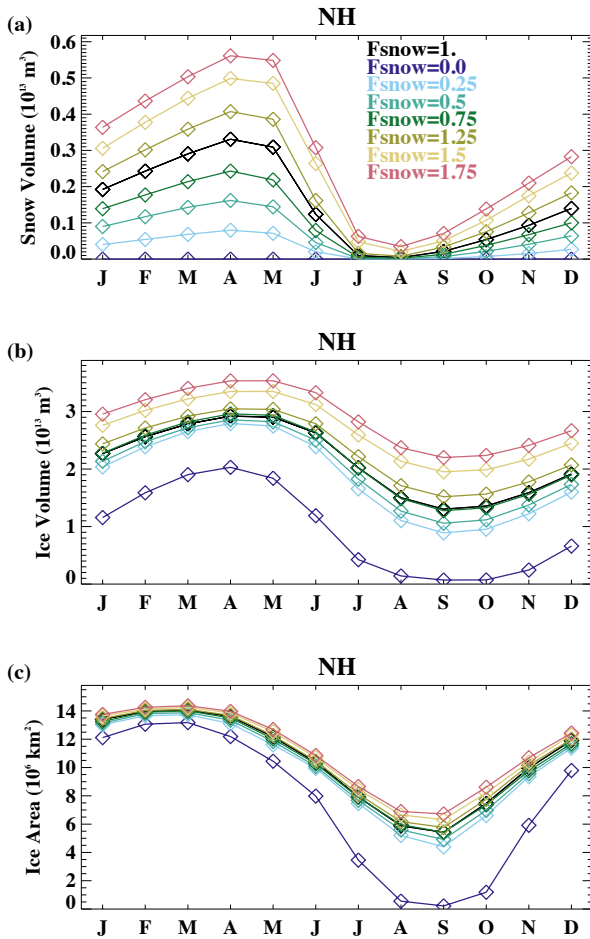 (a)
NH
Snow Volume (10¹³ m³)
0.6
0.5
0.4
0.3
0.2
0.1
0.0
Fsnow=1.
Fsnow=0.0
Fsnow=0.25
Fsnow=0.5
Fsnow=0.75
Fsnow=1.25
Fsnow=1.5
Fsnow=1.75
J F M A M J J A S O N D
(b)
NH
Ice Volume (10¹³ m³)
3
2
1
0
J F M A M J J A S O N D
(c)
NH
Ice Area (10⁶ km²)
14
12
10
8
6
4
2
0
J F M A M J J A S O N D